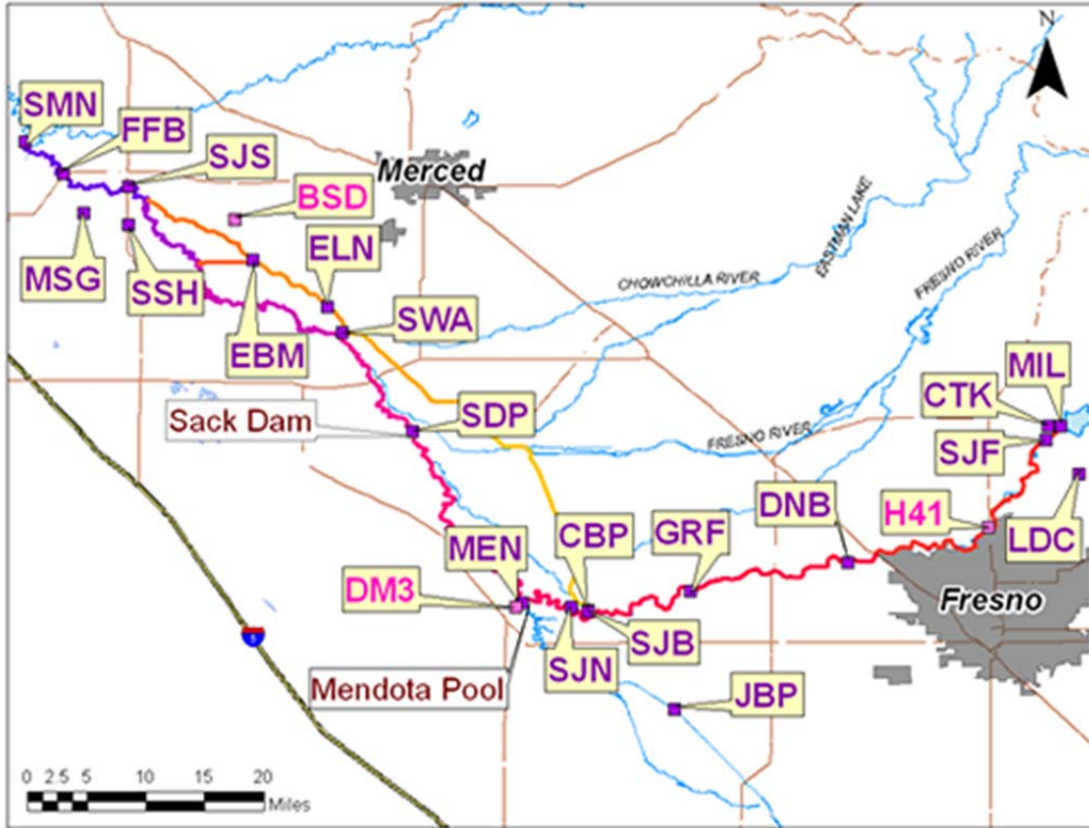 N
SMN
FFB
SJS
BSD
Merced
MSG
SSH
ELN
EBM
SWA
CHOWCHILLA RIVER
EASTMAN LAKE
FRESNO RIVER
Sack Dam
SDP
FRESNO RIVER
MIL
CTK
SJF
DNB
H41
LDC
MEN
CBP
GRF
DM3
Fresno
SJB
SJN
Mendota Pool
JBP
5
0 2.5 5 10 15 20
Miles